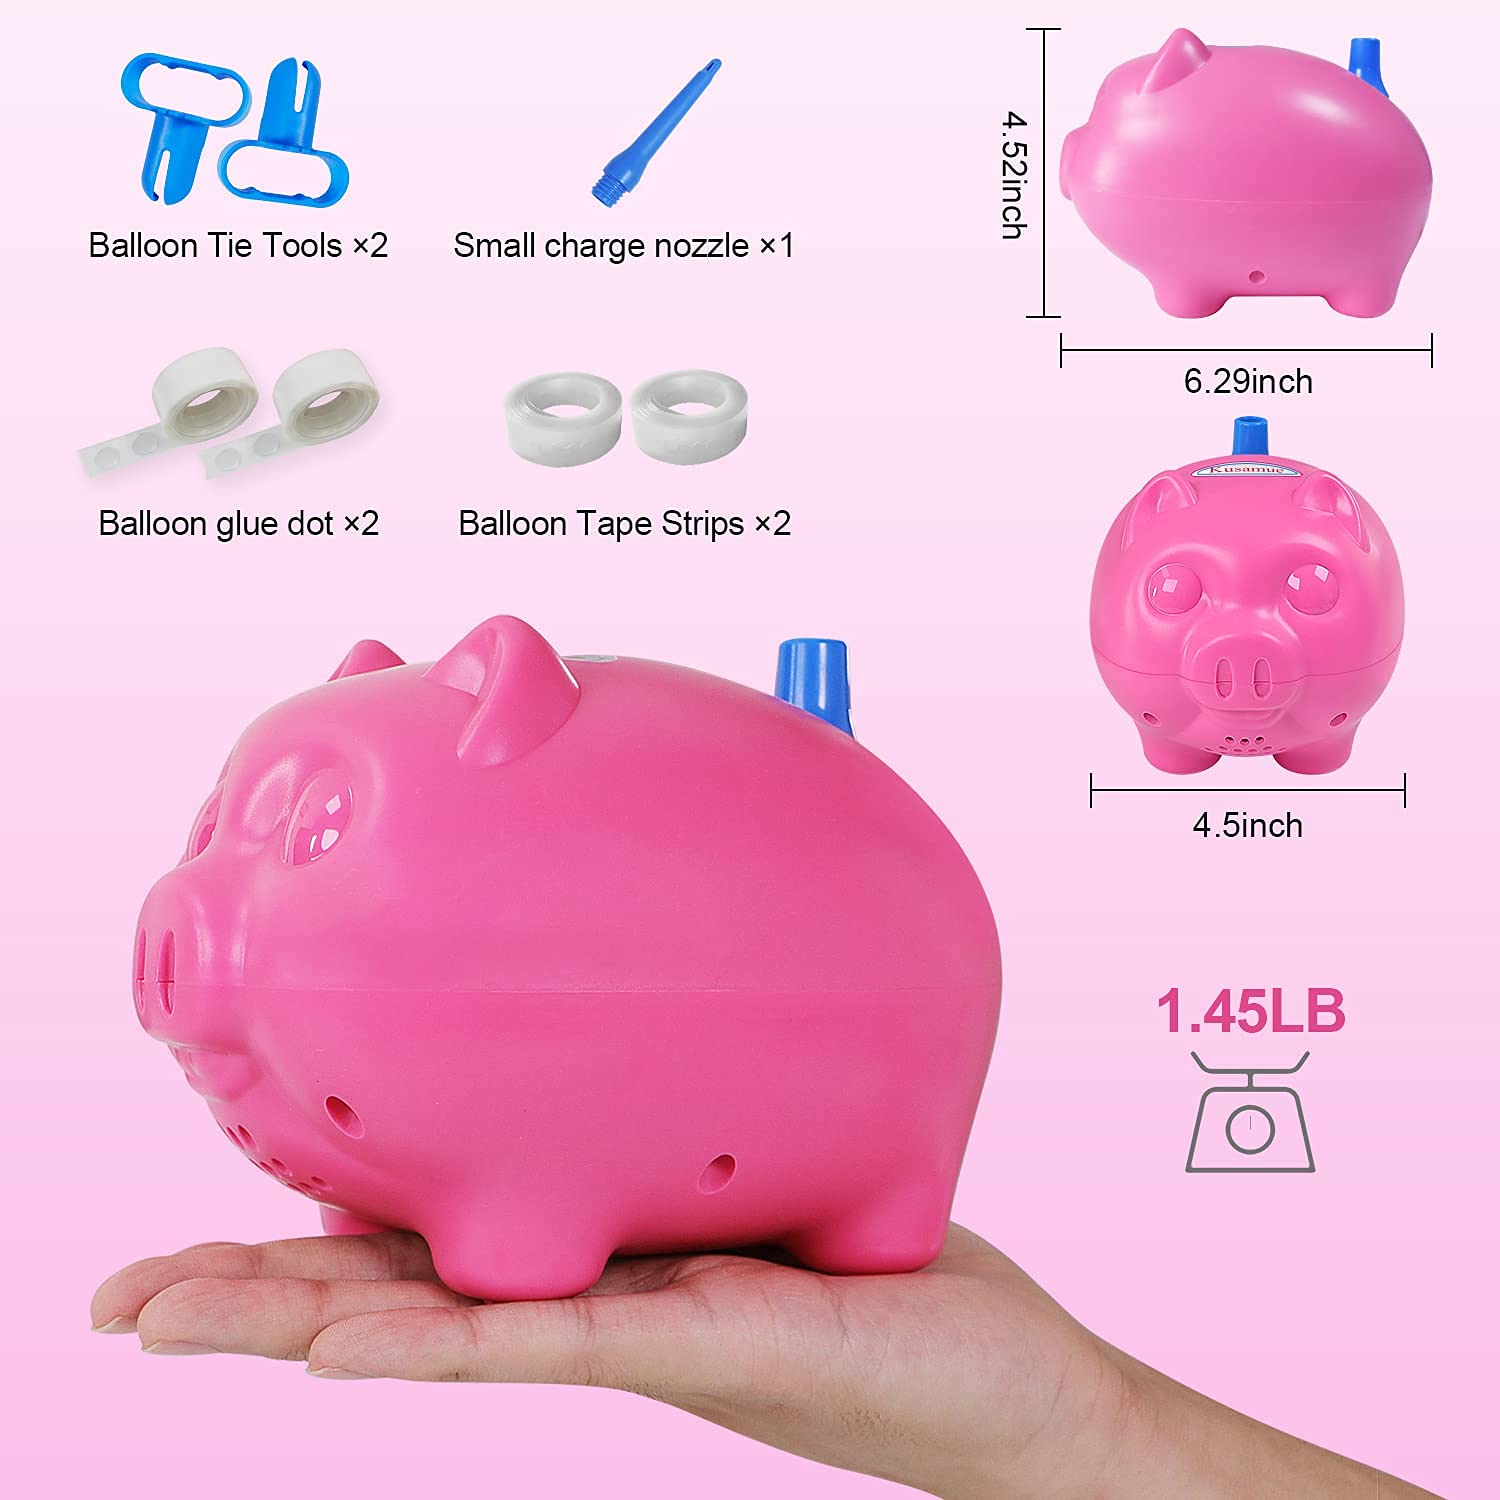 Balloon Tie Tools ×2
Small charge nozzle ×1
4.52inch
6.29inch
Balloon glue dot ×2
Balloon Tape Strips ×2
Kusamue
4.5inch
1.45LB